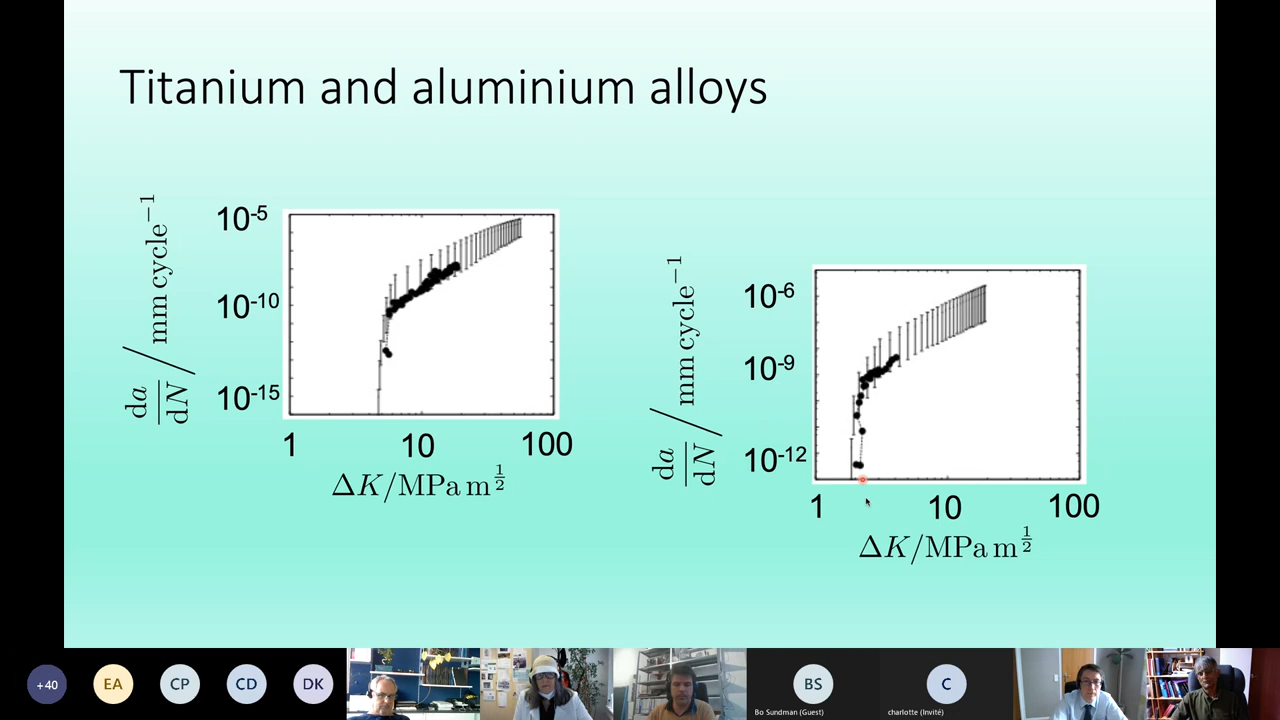 Titanium and aluminium alloys
da/dN / mm cycle⁻¹
10⁻⁵
10⁻¹⁰
10⁻¹⁵
1 10 100
ΔK/MPa m^{1/2}
da/dN / mm cycle⁻¹
10⁻⁶
10⁻⁹
10⁻¹²
1 10 100
ΔK/MPa m^{1/2}
+40 EA CP CD DK BS C
Bo Sundman (Guest) charlotte (Invité)